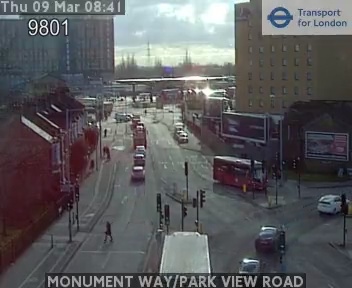 Thu 09 Mar 08:41
9801
Transport
for London
MONUMENT WAY/PARK VIEW ROAD